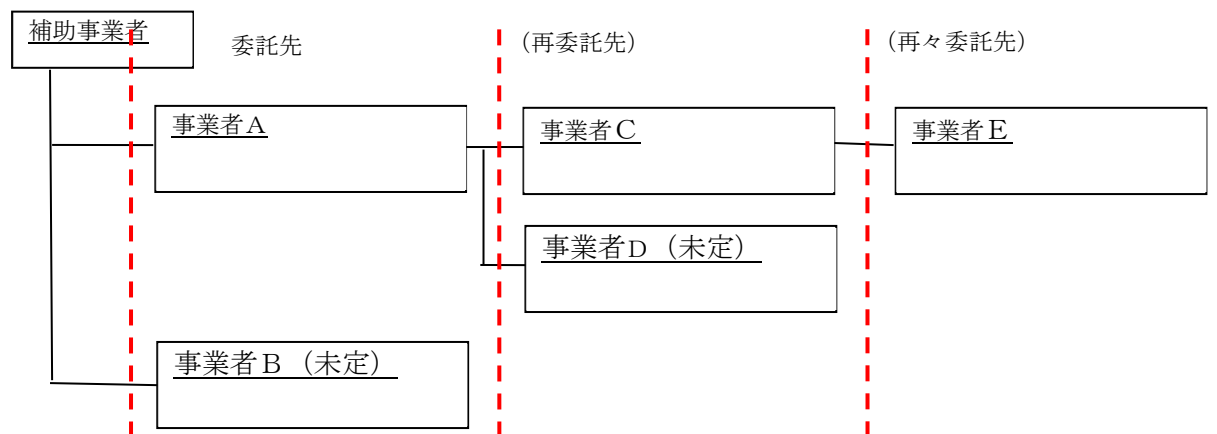 補助事業者
委託先
（再委託先）
（再々委託先）
事業者Ａ
事業者Ｃ
事業者Ｅ
事業者Ｄ（未定）
事業者Ｂ（未定）